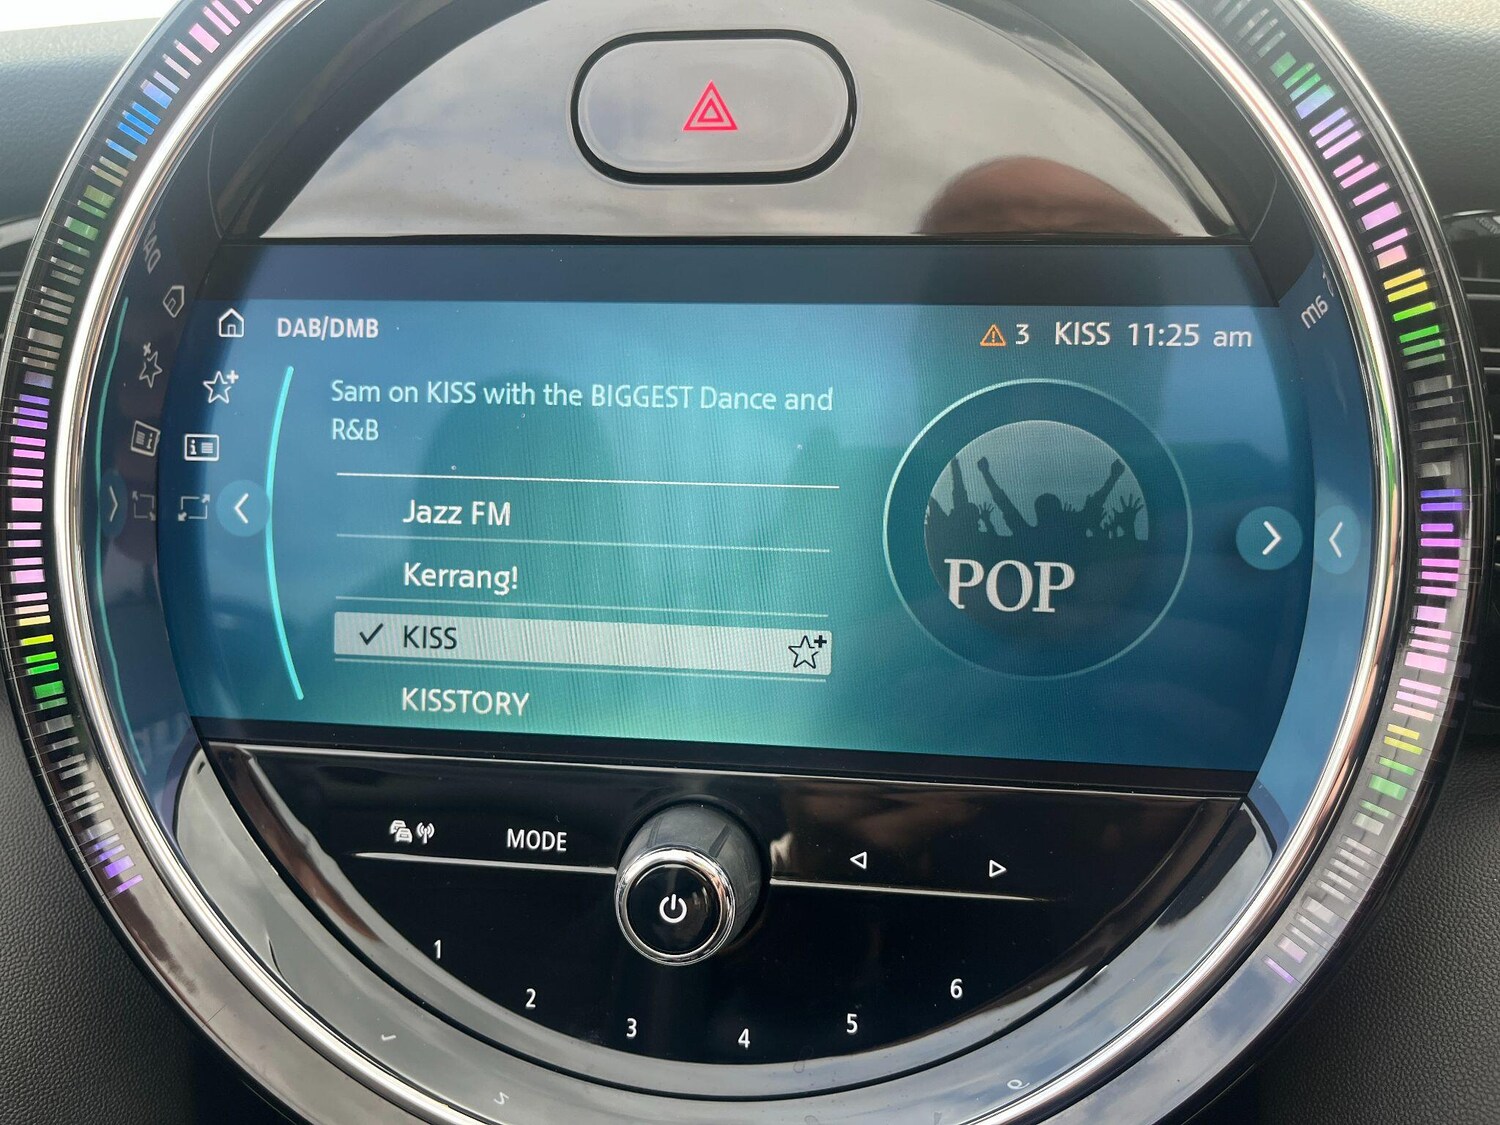 DAB/DMB
3 KISS 11:25 am
Sam on KISS with the BIGGEST Dance and
R&B
Jazz FM
Kerrang!
KISS
KISSTORY
POP
MODE
1
2
3
4
5
6